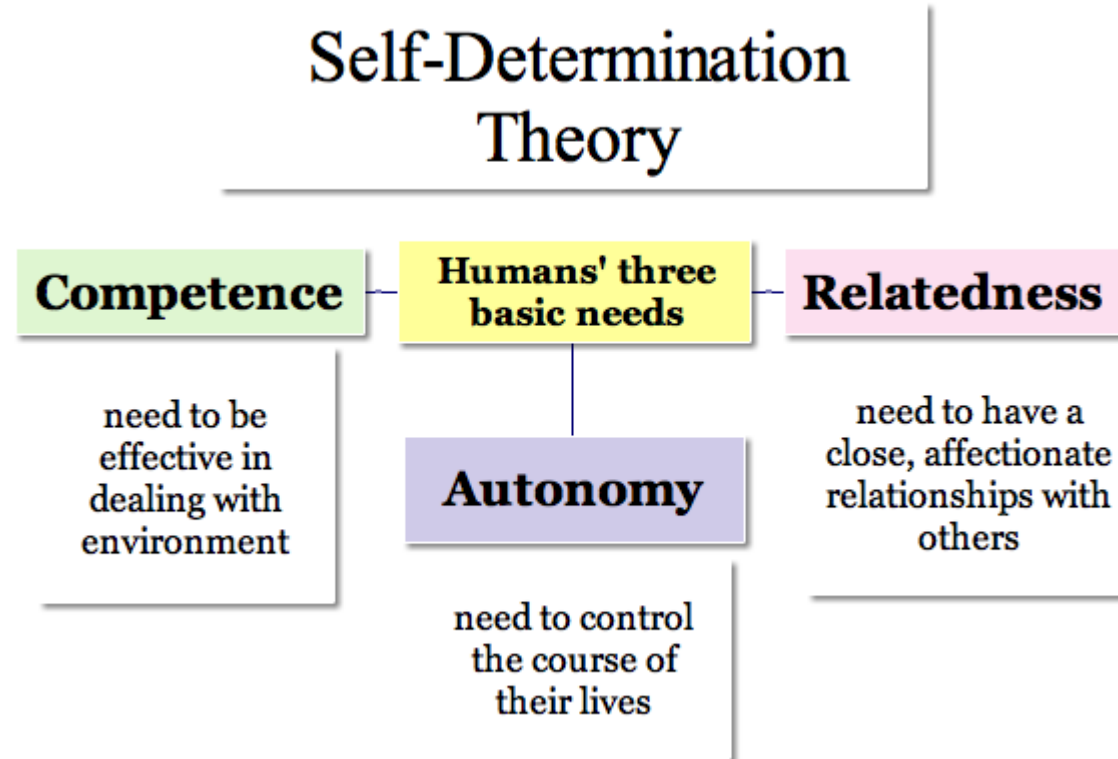 Self-Determination
Theory
Competence
Humans' three
basic needs
Relatedness
need to be
effective in
dealing with
environment
Autonomy
need to control
the course of
their lives
need to have a
close, affectionate
relationships with
others